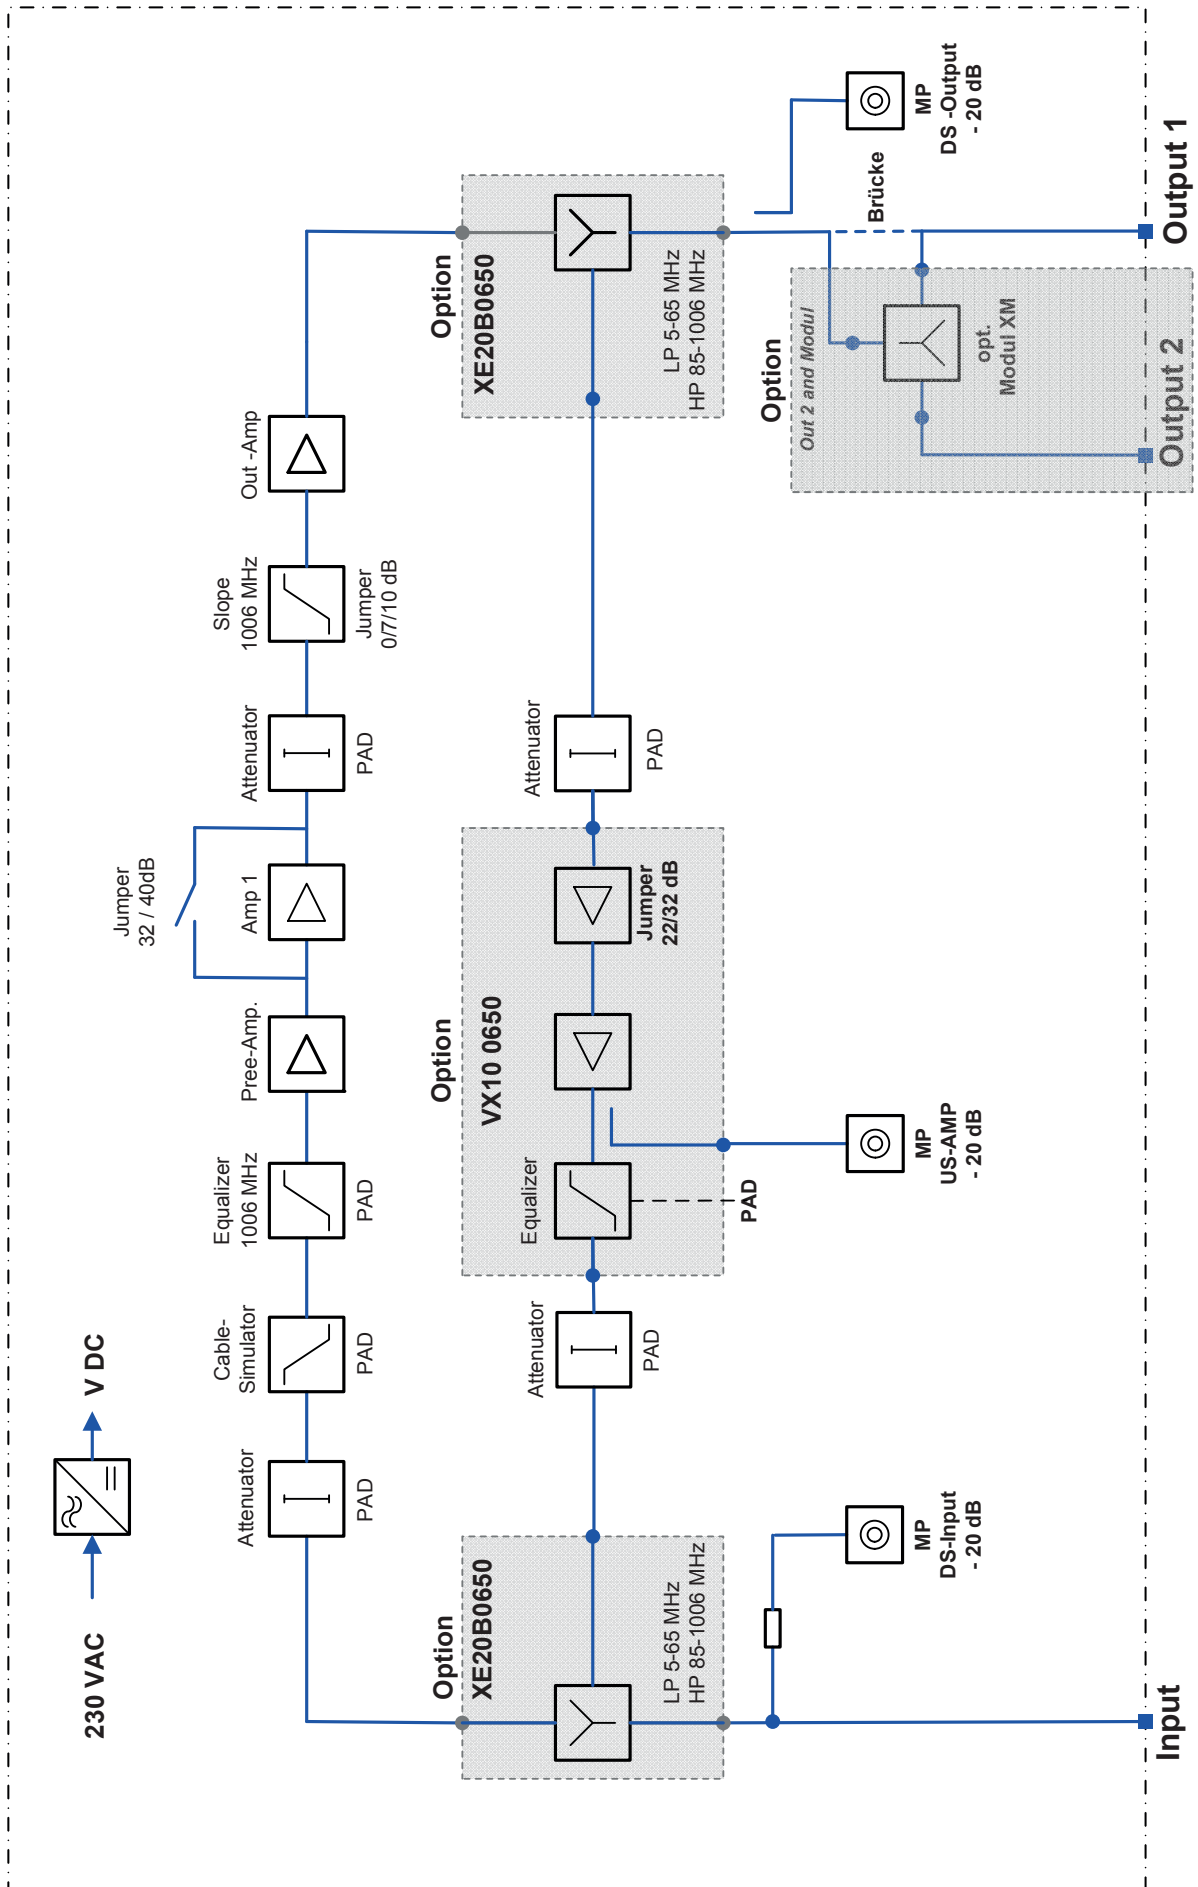 230 VAC
V DC
Attenuator
PAD
Cable-
Simulator
PAD
Equalizer
1006 MHz
PAD
Pree-Amp.
Jumper
32 / 40dB
Amp 1
Attenuator
PAD
Slope
1006 MHz
Jumper
0/7/10 dB
Out -Amp
Option
XE20B0650
LP 5-65 MHz
HP 85-1006 MHz
Attenuator
PAD
Option
VX10 0650
Equalizer
PAD
Jumper
22/32 dB
Attenuator
PAD
Option
XE20B0650
LP 5-65 MHz
HP 85-1006 MHz
MP
DS-Input
- 20 dB
MP
US-AMP
- 20 dB
Option
Out 2 and Modul
opt.
Modul XM
Brücke
MP
DS -Output
- 20 dB
Input
Output 2
Output 1